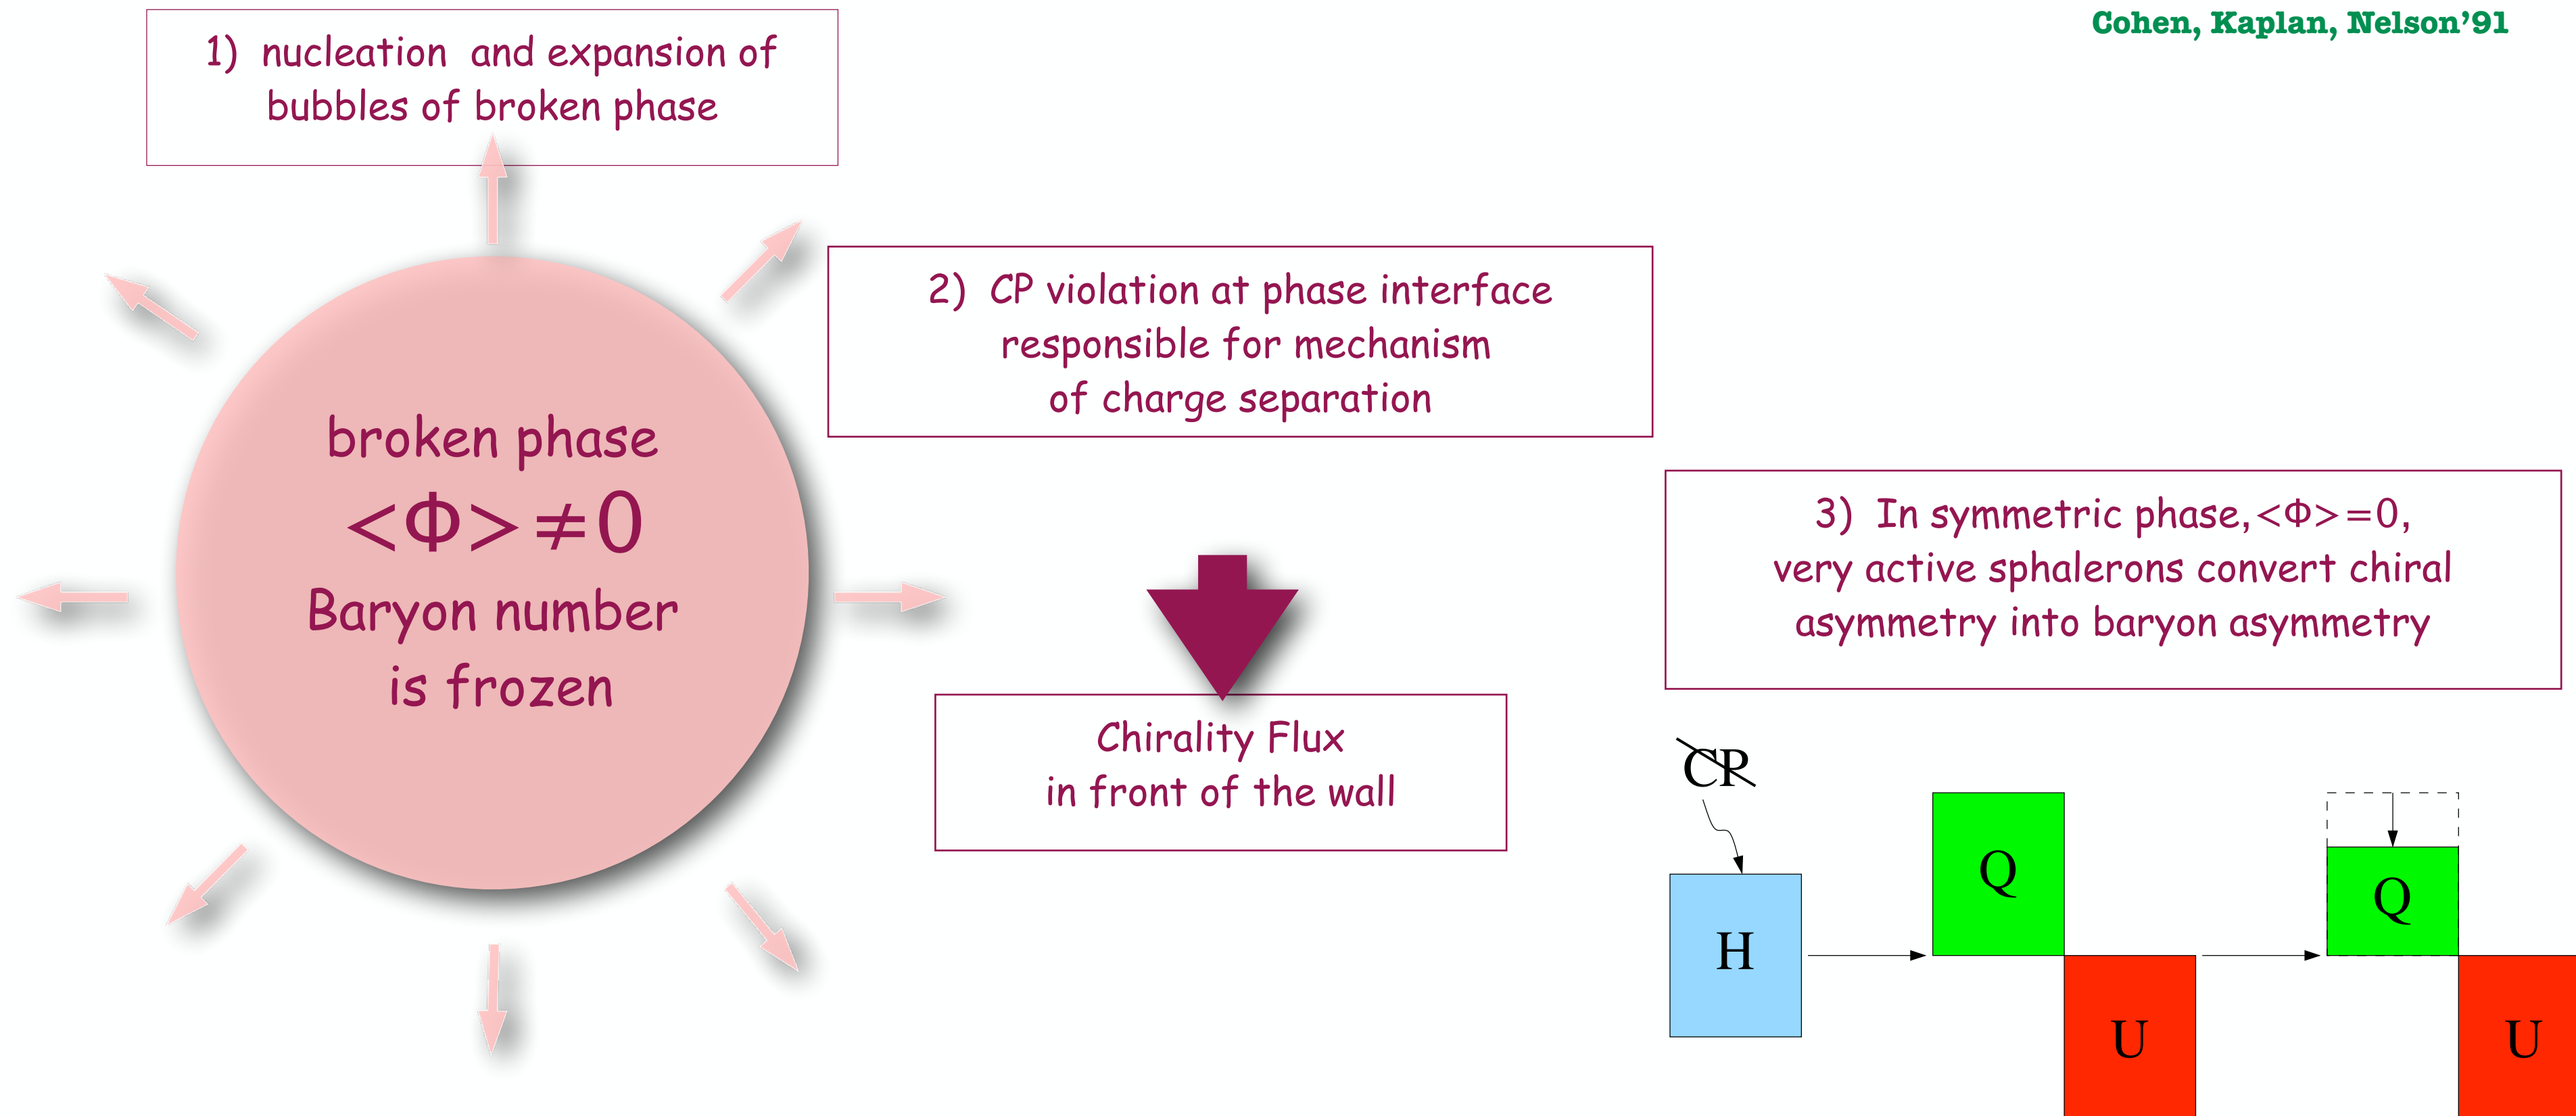 Cohen, Kaplan, Nelson’91
1) nucleation and expansion of
bubbles of broken phase
2) CP violation at phase interface
responsible for mechanism
of charge separation
broken phase
<Φ>≠0
Baryon number
is frozen
3) In symmetric phase,<Φ>=0,
very active sphalerons convert chiral
asymmetry into baryon asymmetry
Chirality Flux
in front of the wall
CP
H
Q
U
Q
U